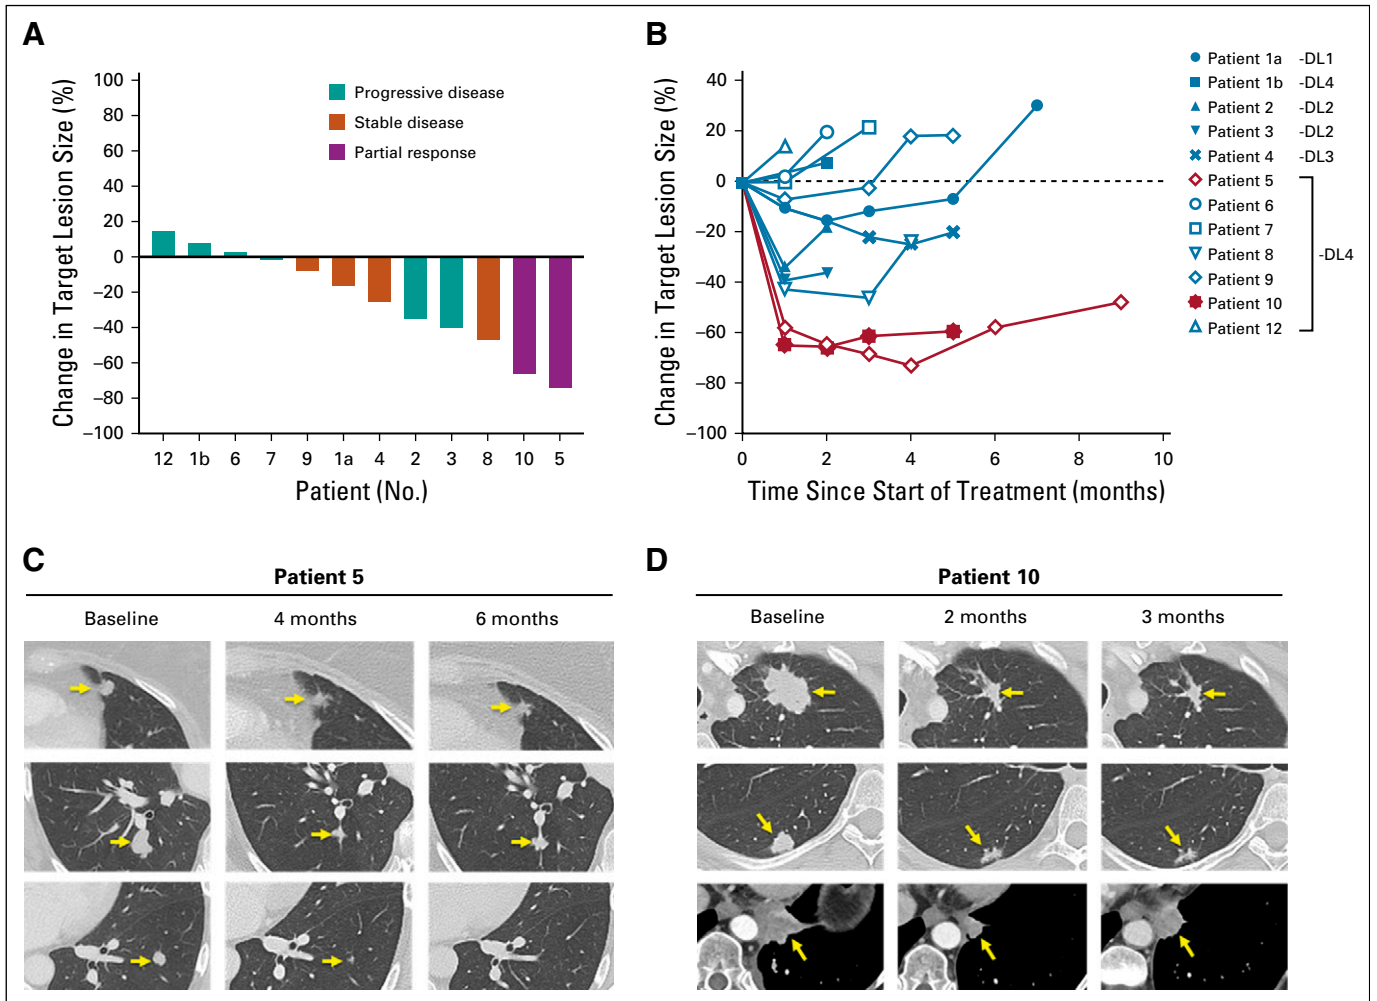 A
Change in Target Lesion Size (%)
100
80
60
40
20
0
–20
–40
–60
–80
–100
Progressive disease
Stable disease
Partial response
12 1b 6 7 9 1a 4 2 3 8 10 5
Patient (No.)
B
Change in Target Lesion Size (%)
40
20
0
–20
–40
–60
–80
–100
0 2 4 6 8 10
Time Since Start of Treatment (months)
Patient 1a -DL1
Patient 1b -DL4
Patient 2 -DL2
Patient 3 -DL2
Patient 4 -DL3
Patient 5
Patient 6
Patient 7
Patient 8
-DL4
Patient 9
Patient 10
Patient 12
C
Patient 5
Baseline 4 months 6 months
D
Patient 10
Baseline 2 months 3 months